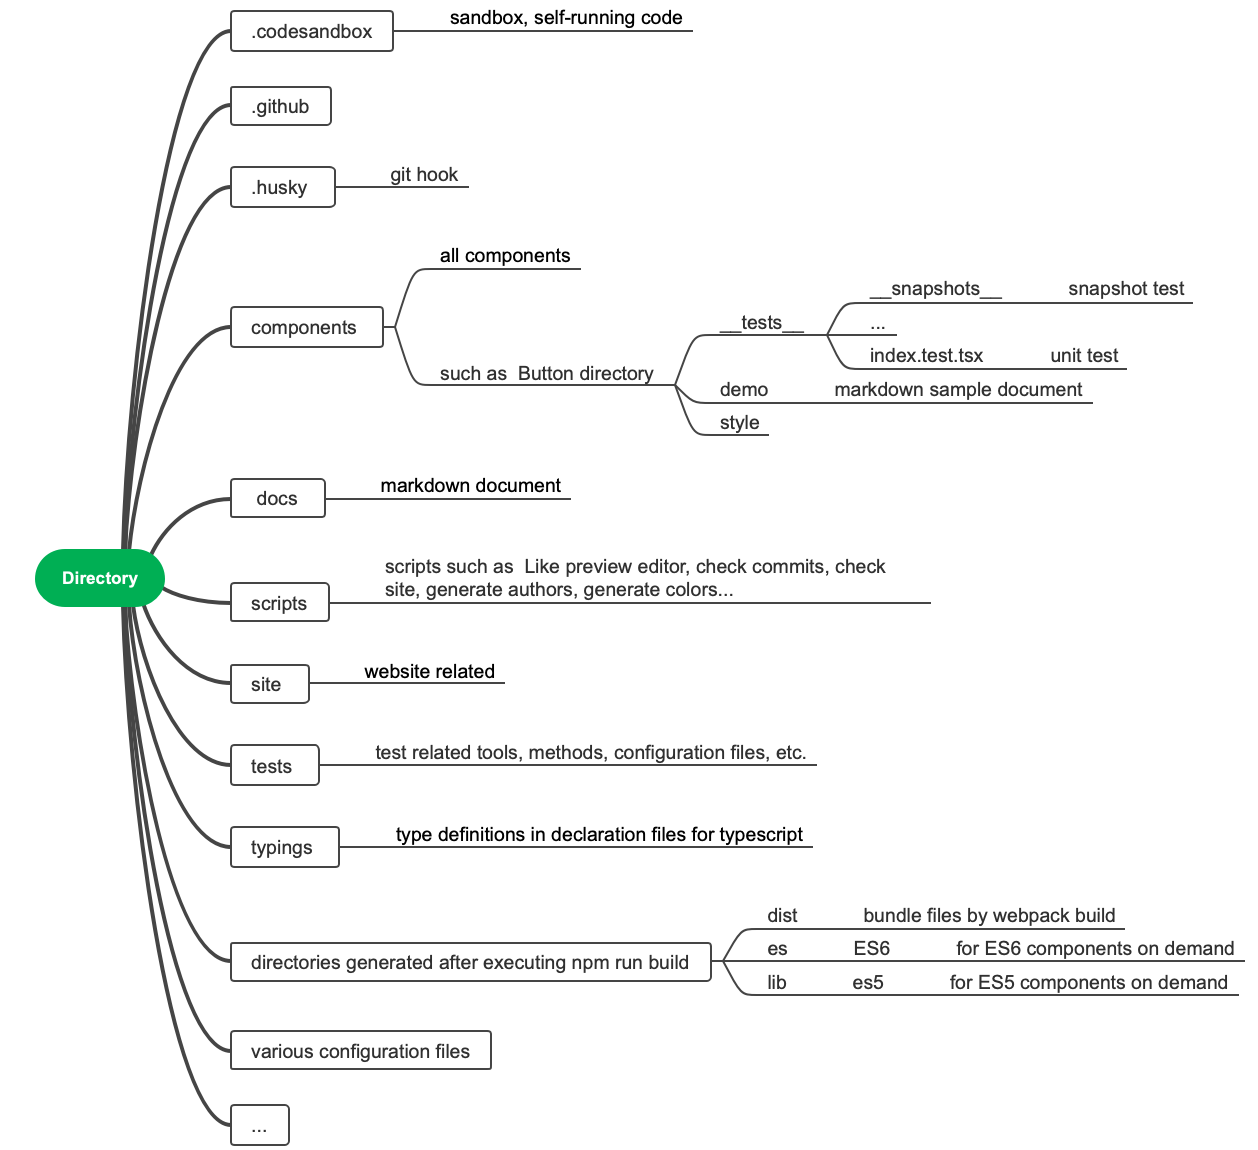 .codesandbox
sandbox, self-running code
.github
.husky
git hook
components
all components
such as  Button directory
__tests__
__snapshots__
snapshot test
...
index.test.tsx
unit test
demo
markdown sample document
style
docs
markdown document
Directory
scripts
scripts such as  Like preview editor, check commits, check
site, generate authors, generate colors...
site
website related
tests
test related tools, methods, configuration files, etc.
typings
type definitions in declaration files for typescript
directories generated after executing npm run build
dist
bundle files by webpack build
es
ES6
for ES6 components on demand
lib
es5
for ES5 components on demand
various configuration files
...